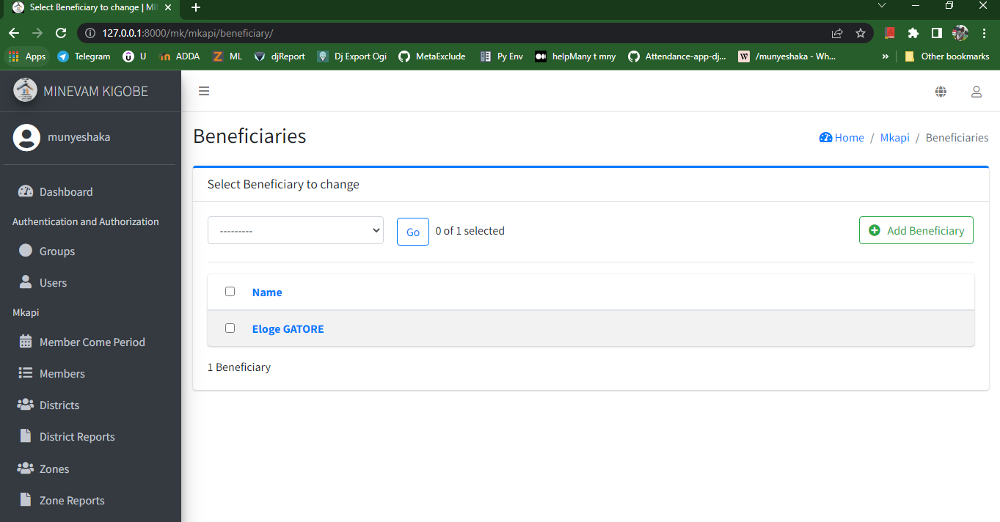 Select Beneficiary to change | MI
127.0.0.1:8000/mk/mkapi/beneficiary/
Apps Telegram U ADDA ML djReport Dj Export Ogi MetaExclude Py Env helpMany t mny Attendance-app-dj... /munyeshaka - Wh... » Other bookmarks
MINEVAM KIGOBE
munyeshaka
Dashboard
Authentication and Authorization
Groups
Users
Mkapi
Member Come Period
Members
Districts
District Reports
Zones
Zone Reports
Beneficiaries
Home / Mkapi / Beneficiaries
Select Beneficiary to change
---------
Go
0 of 1 selected
Add Beneficiary
Name
Eloge GATORE
1 Beneficiary